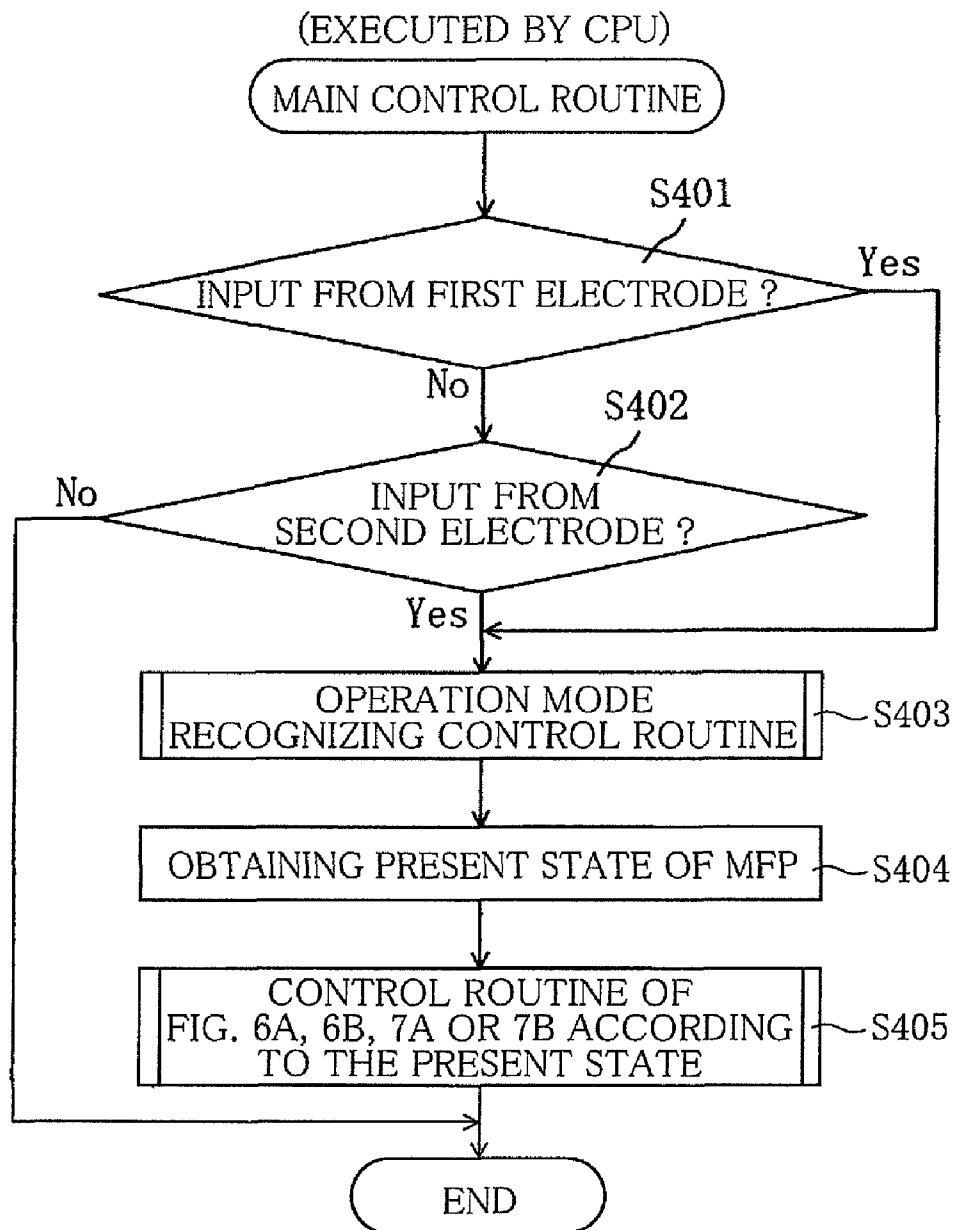 (EXECUTED BY CPU)
MAIN CONTROL ROUTINE
S401
Yes
INPUT FROM FIRST ELECTRODE ?
No
S402
No
INPUT FROM
SECOND ELECTRODE ?
Yes
OPERATION MODE
RECOGNIZING CONTROL ROUTINE
S403
OBTAINING PRESENT STATE OF MFP
S404
CONTROL ROUTINE OF
FIG. 6A, 6B, 7A OR 7B ACCORDING
TO THE PRESENT STATE
S405
END